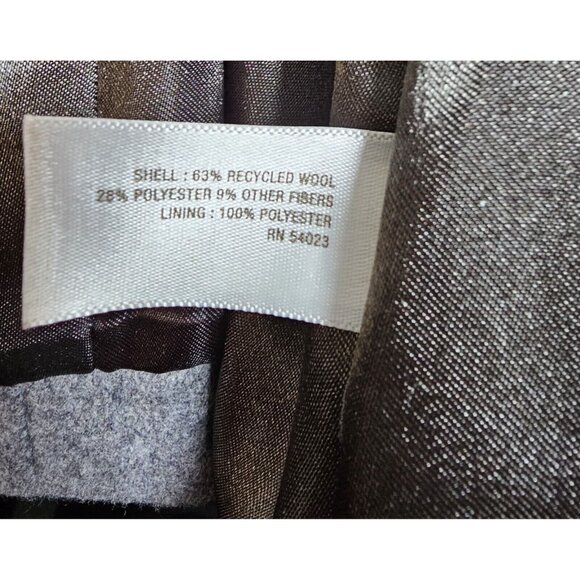 SHELL : 63% RECYCLED WOOL
28% POLYESTER 9% OTHER FIBERS
LINING : 100% POLYESTER
RN 54023